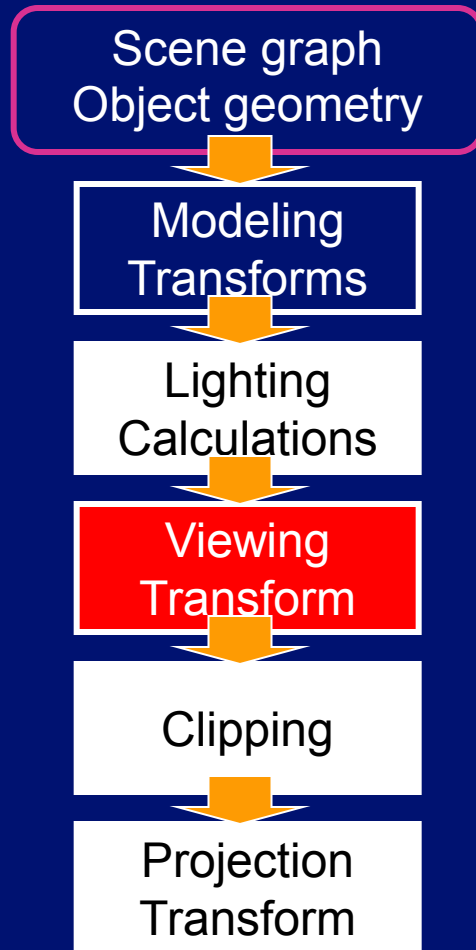 Scene graph
Object geometry
Modeling
Transforms
Lighting
Calculations
Viewing
Transform
Clipping
Projection
Transform